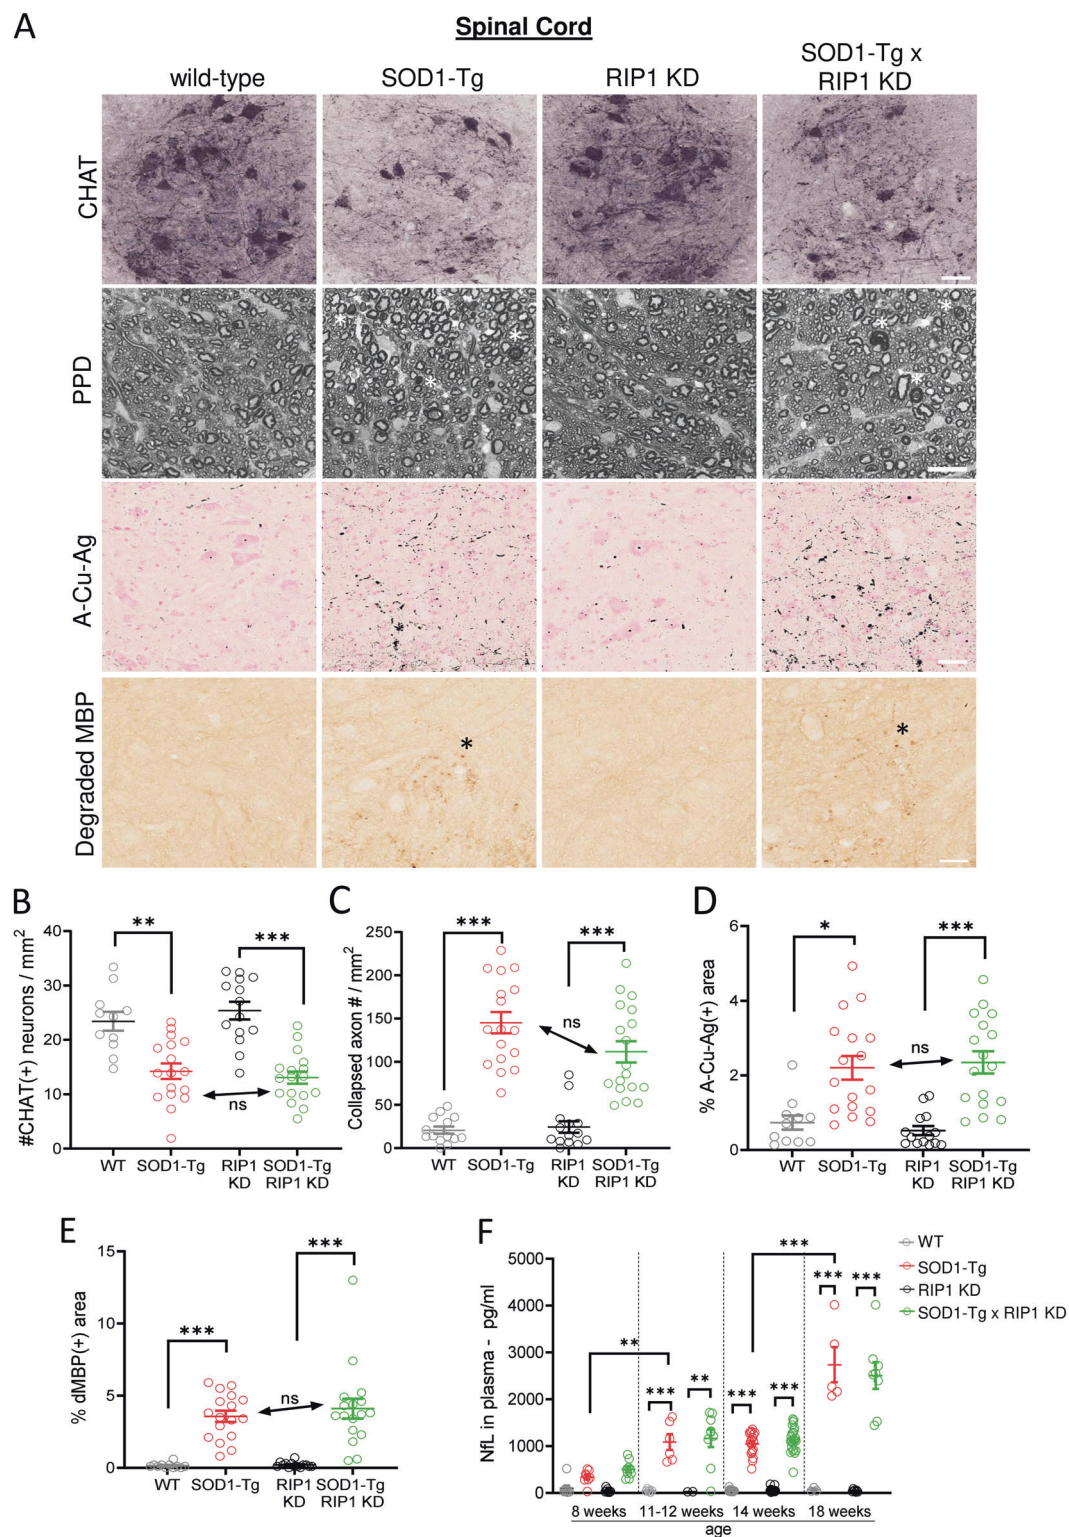 A
Spinal Cord
wild-type
SOD1-Tg
RIP1 KD
SOD1-Tg x
RIP1 KD
CHAT
PPD
* * *
* * *
A-Cu-Ag
Degraded MBP
*
*
B
#CHAT(+) neurons / mm²
40
30
20
10
0
**
***
ns
WT
SOD1-Tg
RIP1
KD
SOD1-Tg
RIP1 KD
C
Collapsed axon # / mm²
250
200
150
100
50
0
***
***
ns
WT
SOD1-Tg
RIP1
KD
SOD1-Tg
RIP1 KD
D
% A-Cu-Ag(+) area
6
4
2
0
*
***
ns
WT
SOD1-Tg
RIP1
KD
SOD1-Tg
RIP1 KD
E
% dMBP(+) area
15
10
5
0
***
***
ns
WT
SOD1-Tg
RIP1
KD
SOD1-Tg
RIP1 KD
F
NfL in plasma - pg/ml
5000
4000
3000
2000
1000
0
**
***
*** **
*** ***
*** ***
8 weeks
11-12 weeks
14 weeks
18 weeks
age
WT
SOD1-Tg
RIP1 KD
SOD1-Tg x RIP1 KD